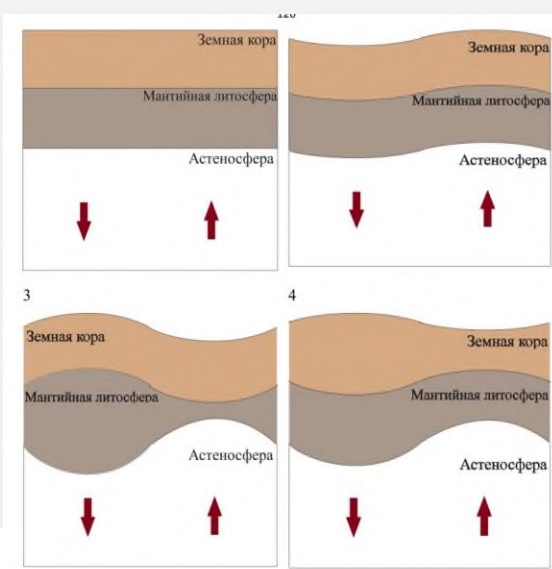 Земная кора
Мантийная литосфера
Астеносфера
Земная кора
Мантийная литосфера
Астеносфера
3
Земная кора
Мантийная литосфера
Астеносфера
4
Земная кора
Мантийная литосфера
Астеносфера